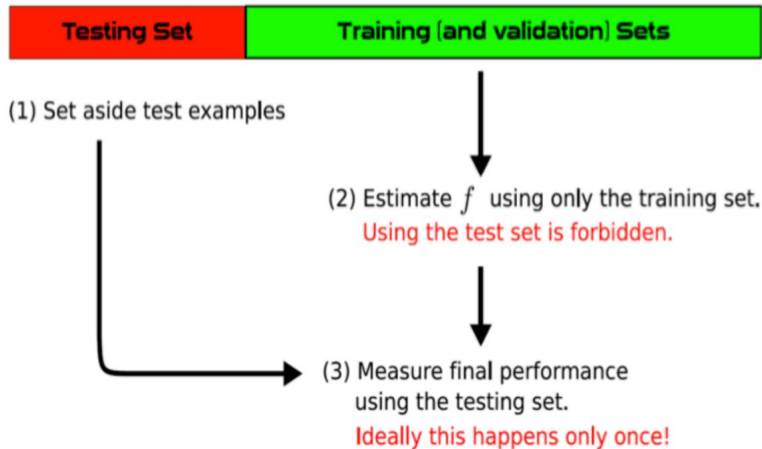 Testing Set
Training (and validation) Sets
(1) Set aside test examples
(2) Estimate f using only the training set.
Using the test set is forbidden.
(3) Measure final performance
using the testing set.
Ideally this happens only once!